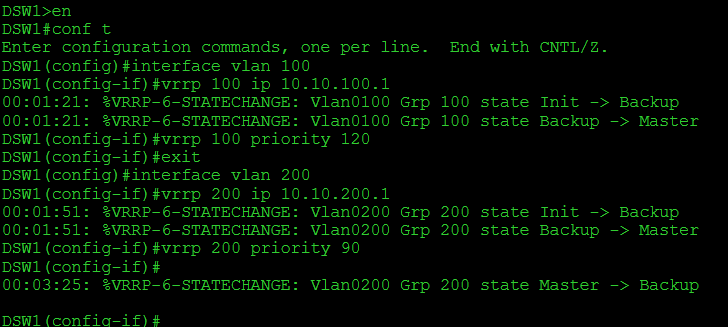 DSW1>en
DSW1#conf t
Enter configuration commands, one per line.  End with CNTL/Z.
DSW1(config)#interface vlan 100
DSW1(config-if)#vrrp 100 ip 10.10.100.1
00:01:21: %VRRP-6-STATECHANGE: Vlan0100 Grp 100 state Init -> Backup
00:01:21: %VRRP-6-STATECHANGE: Vlan0100 Grp 100 state Backup -> Master
DSW1(config-if)#vrrp 100 priority 120
DSW1(config-if)#exit
DSW1(config)#interface vlan 200
DSW1(config-if)#vrrp 200 ip 10.10.200.1
00:01:51: %VRRP-6-STATECHANGE: Vlan0200 Grp 200 state Init -> Backup
00:01:51: %VRRP-6-STATECHANGE: Vlan0200 Grp 200 state Backup -> Master
DSW1(config-if)#vrrp 200 priority 90
DSW1(config-if)#
00:03:25: %VRRP-6-STATECHANGE: Vlan0200 Grp 200 state Master -> Backup
DSW1(config-if)#